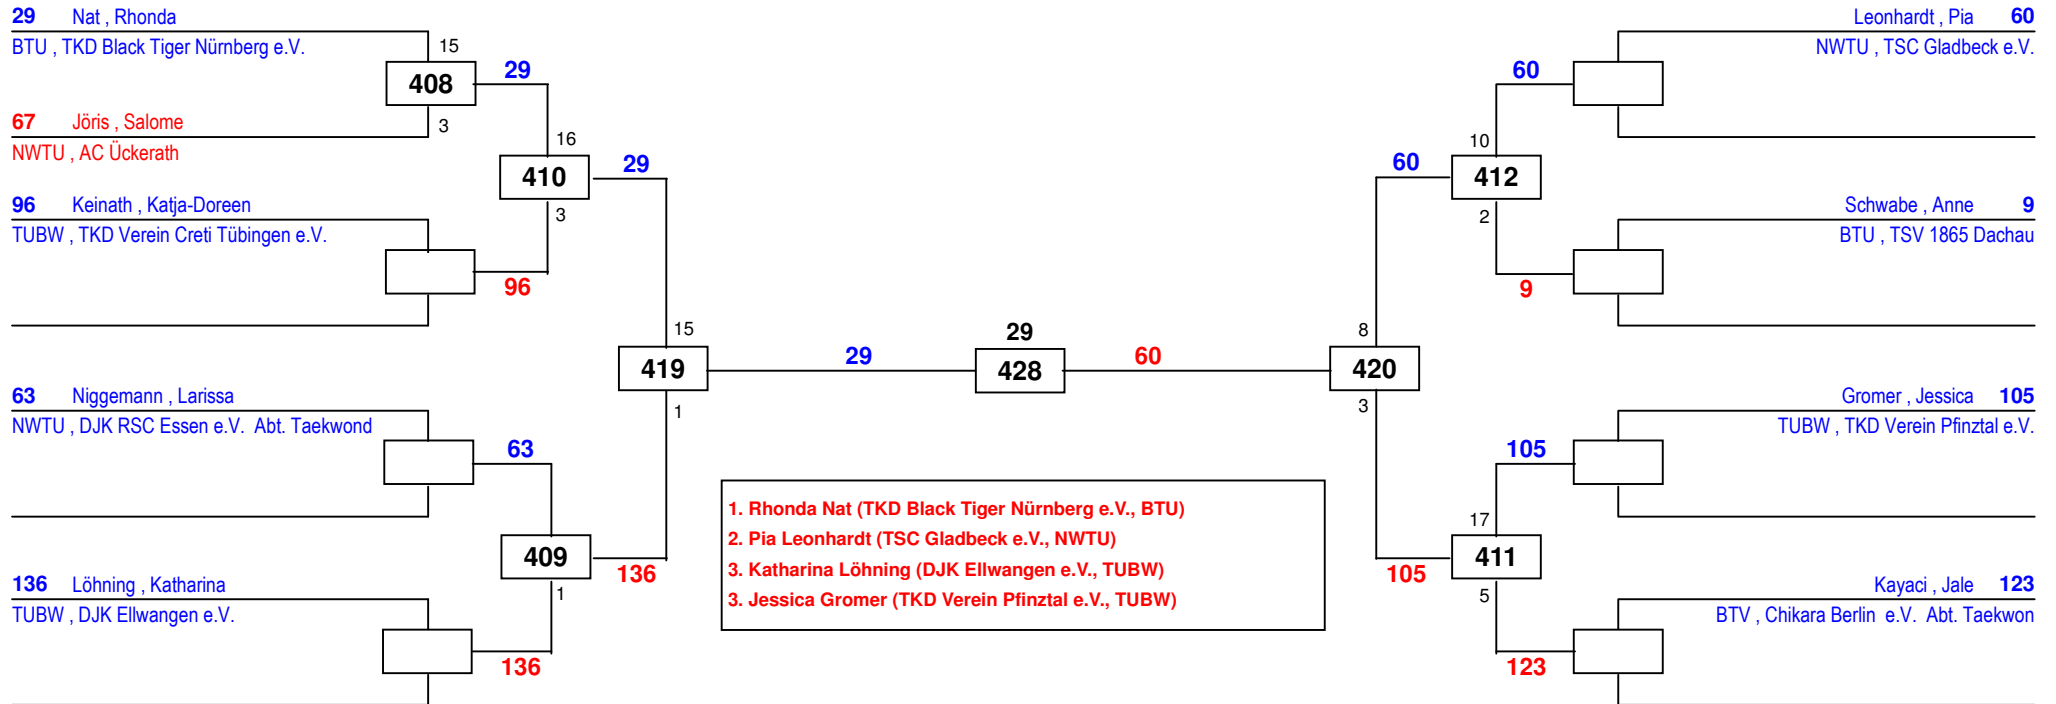 29 Nat , Rhonda
BTU , TKD Black Tiger Nürnberg e.V.
15
408
29
67 Jöris , Salome
3
NWTU , AC Ückerath
16
410
29
96 Keinath , Katja-Doreen
3
TUBW , TKD Verein Creti Tübingen e.V.
96
15
419
29
1
63 Niggemann , Larissa
NWTU , DJK RSC Essen e.V. Abt. Taekwond
63
409
136
1
136 Löhning , Katharina
TUBW , DJK Ellwangen e.V.
136
29
428
60
1. Rhonda Nat (TKD Black Tiger Nürnberg e.V., BTU)
2. Pia Leonhardt (TSC Gladbeck e.V., NWTU)
3. Katharina Löhning (DJK Ellwangen e.V., TUBW)
3. Jessica Gromer (TKD Verein Pfinztal e.V., TUBW)
Leonhardt , Pia 60
NWTU , TSC Gladbeck e.V.
60
10
60
412
2
Schwabe , Anne 9
BTU , TSV 1865 Dachau
9
8
420
3
Gromer , Jessica 105
TUBW , TKD Verein Pfinztal e.V.
105
17
411
105
5
Kayaci , Jale 123
BTV , Chikara Berlin e.V. Abt. Taekwon
123